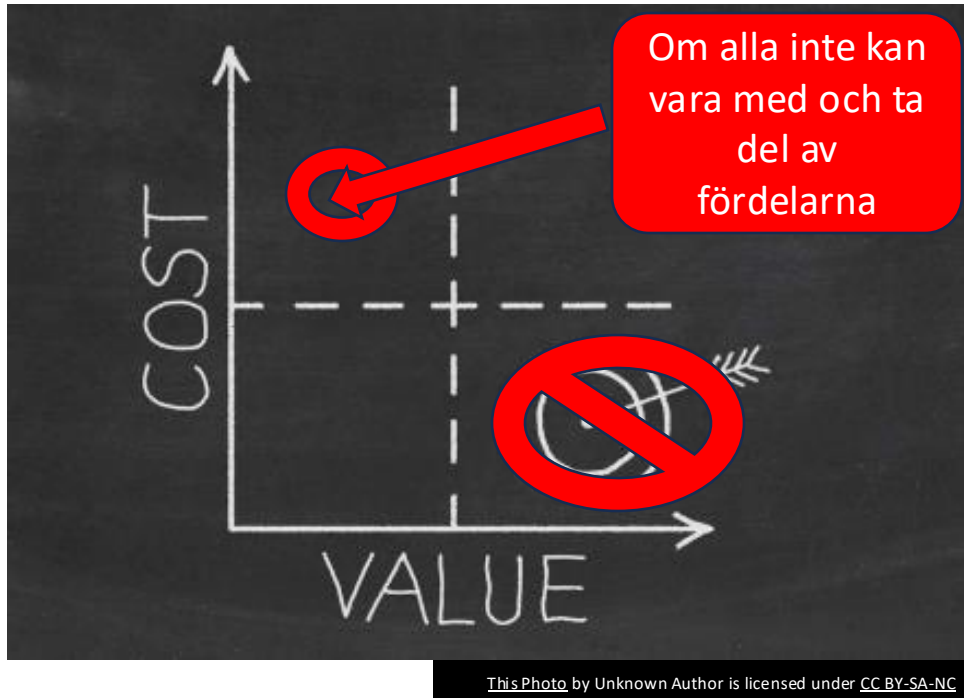 Om alla inte kan
vara med och ta
del av
fördelarna
COST
VALUE
This Photo by Unknown Author is licensed under CC BY-SA-NC